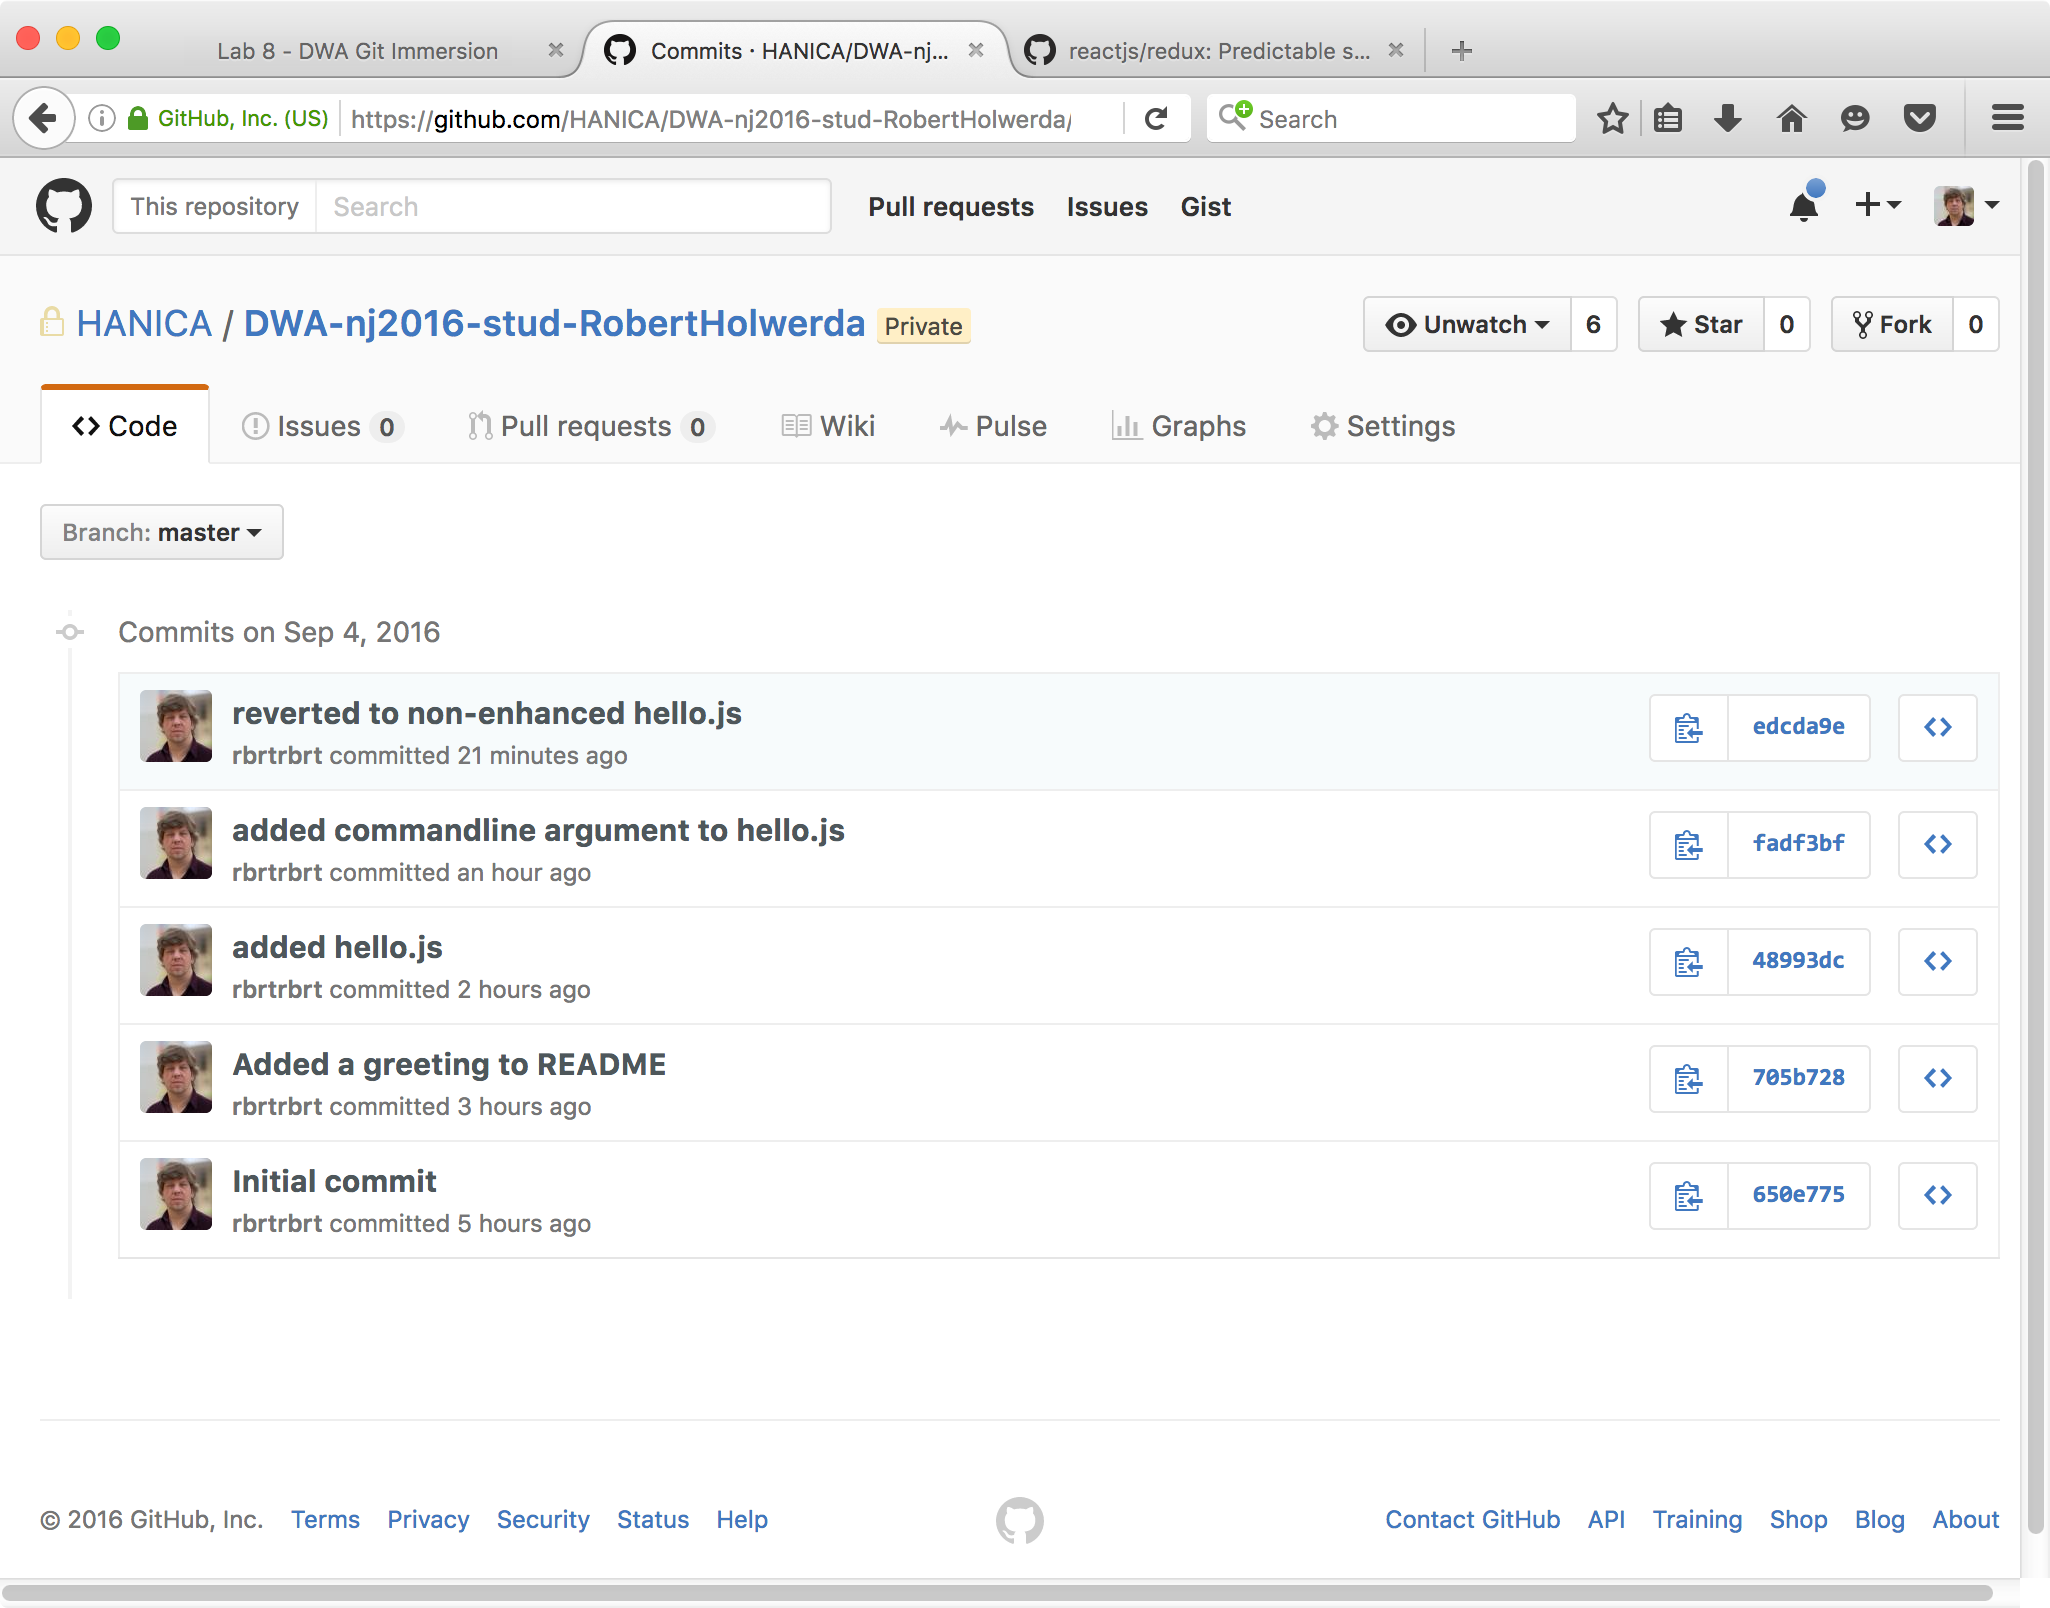 Lab 8 - DWA Git Immersion
Commits · HANICA/DWA-nj...
reactjs/redux: Predictable s...
GitHub, Inc. (US)
https://github.com/HANICA/DWA-nj2016-stud-RobertHolwerda/
Search
This repository
Search
Pull requests
Issues
Gist
HANICA / DWA-nj2016-stud-RobertHolwerda
Private
Unwatch 6
Star 0
Fork 0
Code
Issues 0
Pull requests 0
Wiki
Pulse
Graphs
Settings
Branch: master
Commits on Sep 4, 2016
reverted to non-enhanced hello.js
rbrtrbrt committed 21 minutes ago
edcda9e
added commandline argument to hello.js
rbrtrbrt committed an hour ago
fadf3bf
added hello.js
rbrtrbrt committed 2 hours ago
48993dc
Added a greeting to README
rbrtrbrt committed 3 hours ago
705b728
Initial commit
rbrtrbrt committed 5 hours ago
650e775
© 2016 GitHub, Inc. Terms Privacy Security Status Help
Contact GitHub API Training Shop Blog About